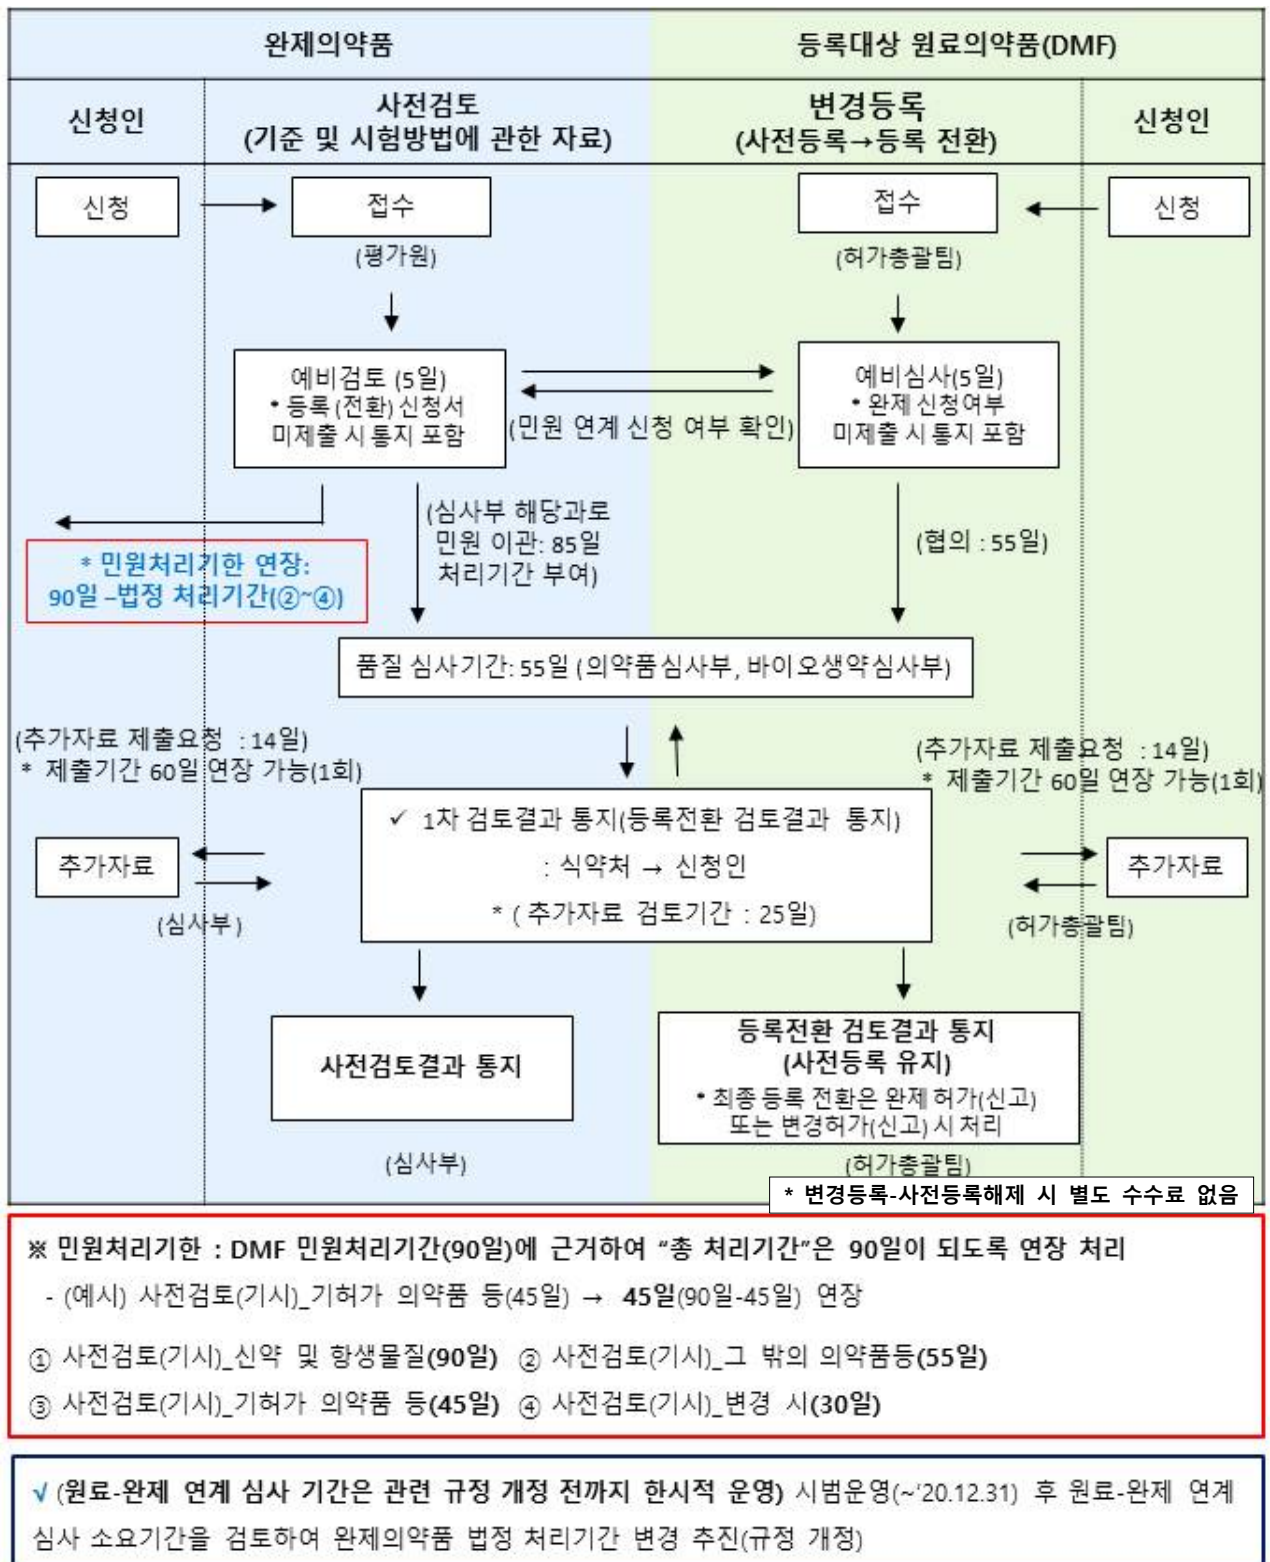 완제의약품
등록대상 원료의약품(DMF)
신청인
사전검토
(기준 및 시험방법에 관한 자료)
변경등록
(사전등록→등록 전환)
신청인
신청
접수
(평가원)
접수
(허가총괄팀)
신청
예비검토 (5일)
* 등록(전환) 신청서
미제출 시 통지 포함
(민원 연계 신청 여부 확인)
예비심사(5일)
* 완제 신청여부
미제출 시 통지 포함
* 민원처리기한 연장:
90일 –법정 처리기간(②~④)
(심사부 해당과로
민원 이관: 85일
처리기간 부여)
(협의 : 55일)
품질 심사기간: 55일 (의약품심사부, 바이오생약심사부)
(추가자료 제출요청 : 14일)
* 제출기간 60일 연장 가능(1회)
(추가자료 제출요청 : 14일)
* 제출기간 60일 연장 가능(1회)
추가자료
(심사부)
✓ 1차 검토결과 통지(등록전환 검토결과 통지)
: 식약처 → 신청인
* ( 추가자료 검토기간 : 25일)
추가자료
(허가총괄팀)
사전검토결과 통지
(심사부)
등록전환 검토결과 통지
(사전등록 유지)
* 최종 등록 전환은 완제 허가(신고)
또는 변경허가(신고) 시 처리
(허가총괄팀)
* 변경등록-사전등록해제 시 별도 수수료 없음
※ 민원처리기한 : DMF 민원처리기간(90일)에 근거하여 “총 처리기간”은 90일이 되도록 연장 처리
- (예시) 사전검토(기시)_기허가 의약품 등(45일) → 45일(90일-45일) 연장
① 사전검토(기시)_신약 및 항생물질(90일) ② 사전검토(기시)_그 밖의 의약품등(55일)
③ 사전검토(기시)_기허가 의약품 등(45일) ④ 사전검토(기시)_변경 시(30일)
√ (원료-완제 연계 심사 기간은 관련 규정 개정 전까지 한시적 운영) 시범운영(~’20.12.31) 후 원료-완제 연계
심사 소요기간을 검토하여 완제의약품 법정 처리기간 변경 추진(규정 개정)